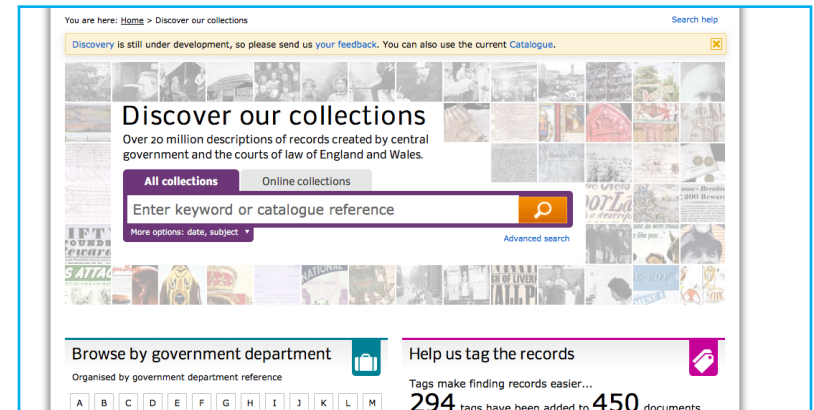 You are here: Home > Discover our collections
Search help
Discovery is still under development, so please send us your feedback. You can also use the current Catalogue.
Discover our collections
Over 20 million descriptions of records created by central
government and the courts of law of England and Wales.
All collections Online collections
Enter keyword or catalogue reference
More options: date, subject
Advanced search
Browse by government department
Organised by government department reference
A B C D E F G H I J K L M
Help us tag the records
Tags make finding records easier...
294 tags have been added to 450 documents